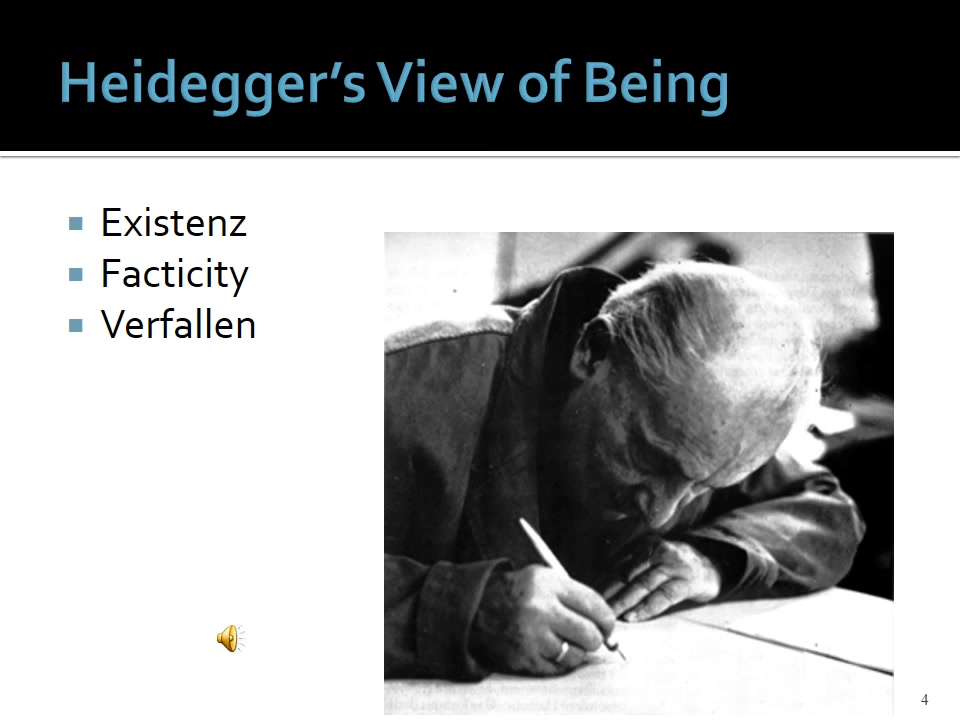 Heidegger’s View of Being
Existenz
Facticity
Verfallen
4